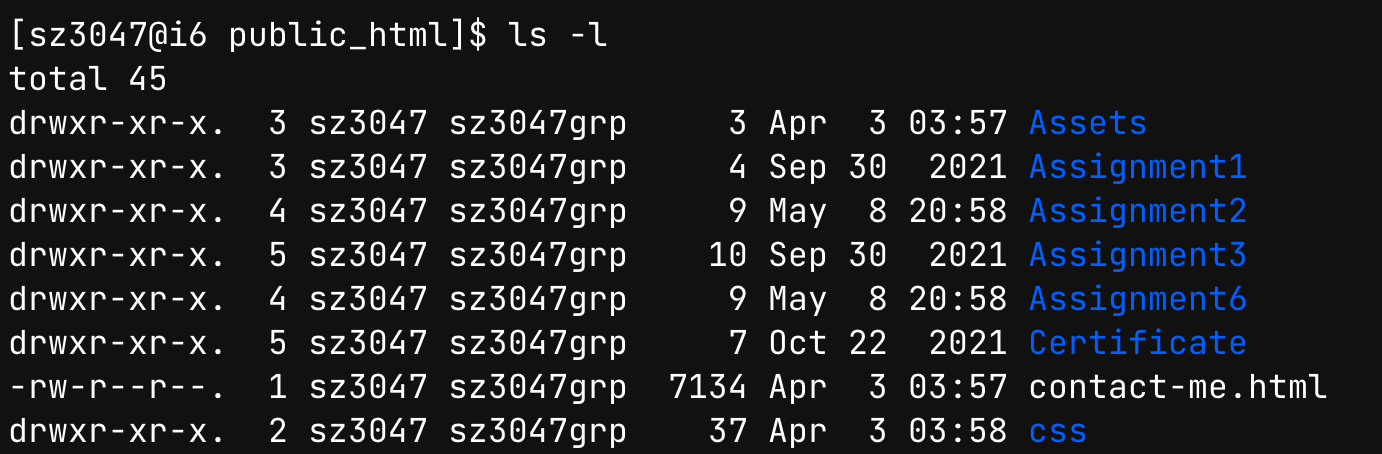 [sz3047@i6 public_html]$ ls -l
total 45
drwxr-xr-x.  3 sz3047 sz3047grp     3 Apr  3 03:57 Assets
drwxr-xr-x.  3 sz3047 sz3047grp     4 Sep 30  2021 Assignment1
drwxr-xr-x.  4 sz3047 sz3047grp     9 May  8 20:58 Assignment2
drwxr-xr-x.  5 sz3047 sz3047grp    10 Sep 30  2021 Assignment3
drwxr-xr-x.  4 sz3047 sz3047grp     9 May  8 20:58 Assignment6
drwxr-xr-x.  5 sz3047 sz3047grp     7 Oct 22  2021 Certificate
-rw-r--r--.  1 sz3047 sz3047grp  7134 Apr  3 03:57 contact-me.html
drwxr-xr-x.  2 sz3047 sz3047grp    37 Apr  3 03:58 css